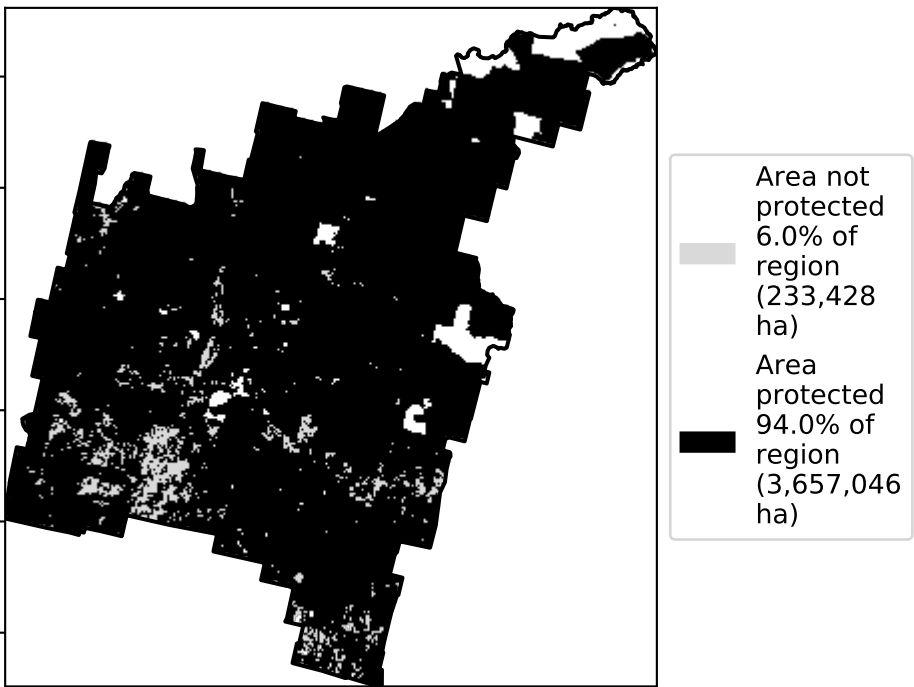 Area not
protected
6.0% of
region
(233,428
ha)
Area
protected
94.0% of
region
(3,657,046
ha)